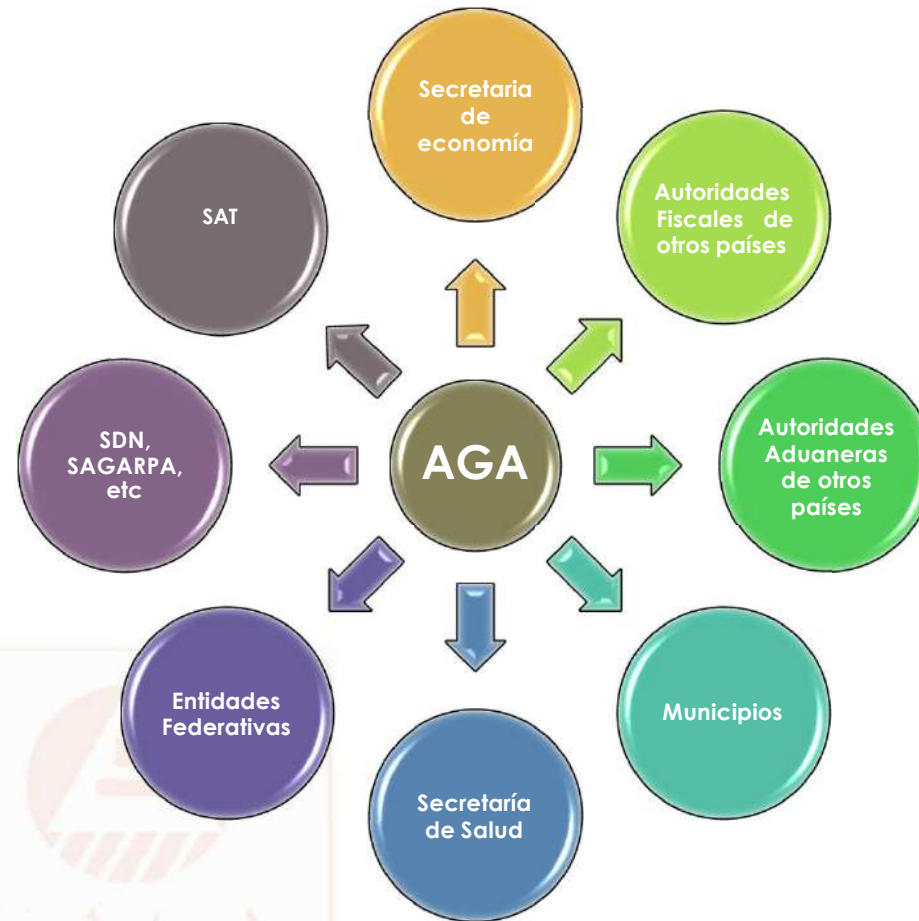 Secretaria
de
economía
Autoridades
Fiscales de
otros países
Autoridades
Aduaneras
de otros
países
Municipios
Secretaría
de Salud
Entidades
Federativas
SDN,
SAGARPA,
etc
SAT
AGA